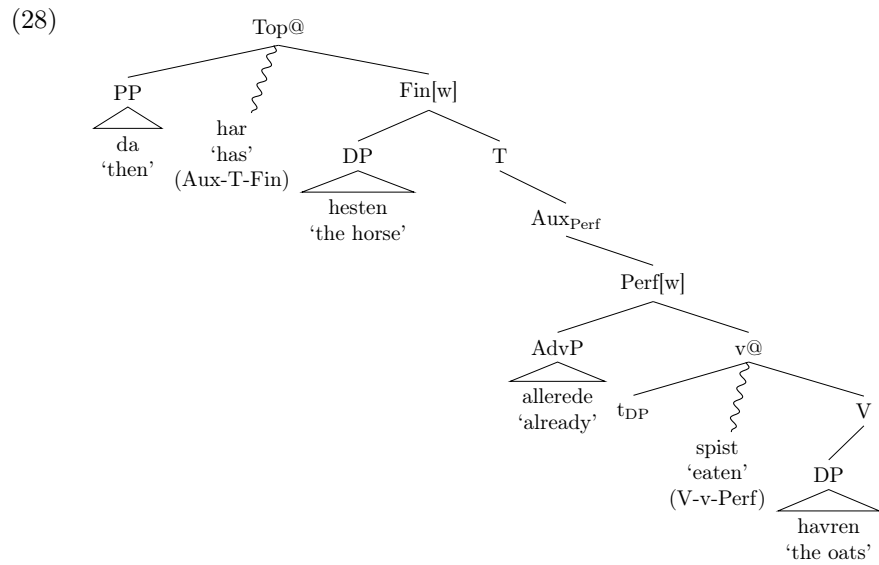 (28)
Top@
PP
Fin[w]
da
‘then’
har
‘has’
(Aux-T-Fin)
DP
T
hesten
‘the horse’
Aux_Perf
Perf[w]
AdvP
v@
allerede
‘already’
t_DP
V
spist
‘eaten’
(V-v-Perf)
DP
havren
‘the oats’